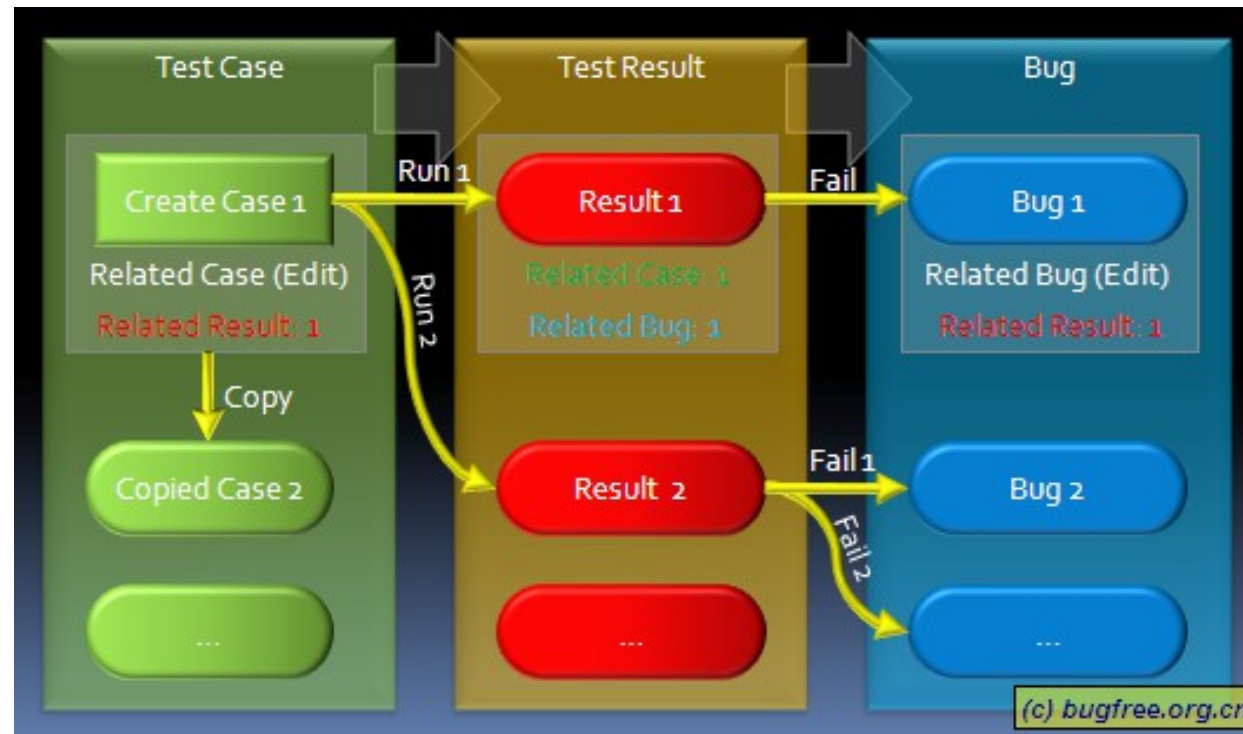 Test Case
Test Result
Bug
Create Case 1
Run 1
Result 1
Fail
Bug 1
Related Case (Edit)
Related Result: 1
Related Case: 1
Related Bug: 1
Related Bug (Edit)
Related Result: 1
Run 2
Copy
Copied Case 2
Result 2
Fail 1
Bug 2
Fail 2
...
...
...
(c) bugfree.org.cn